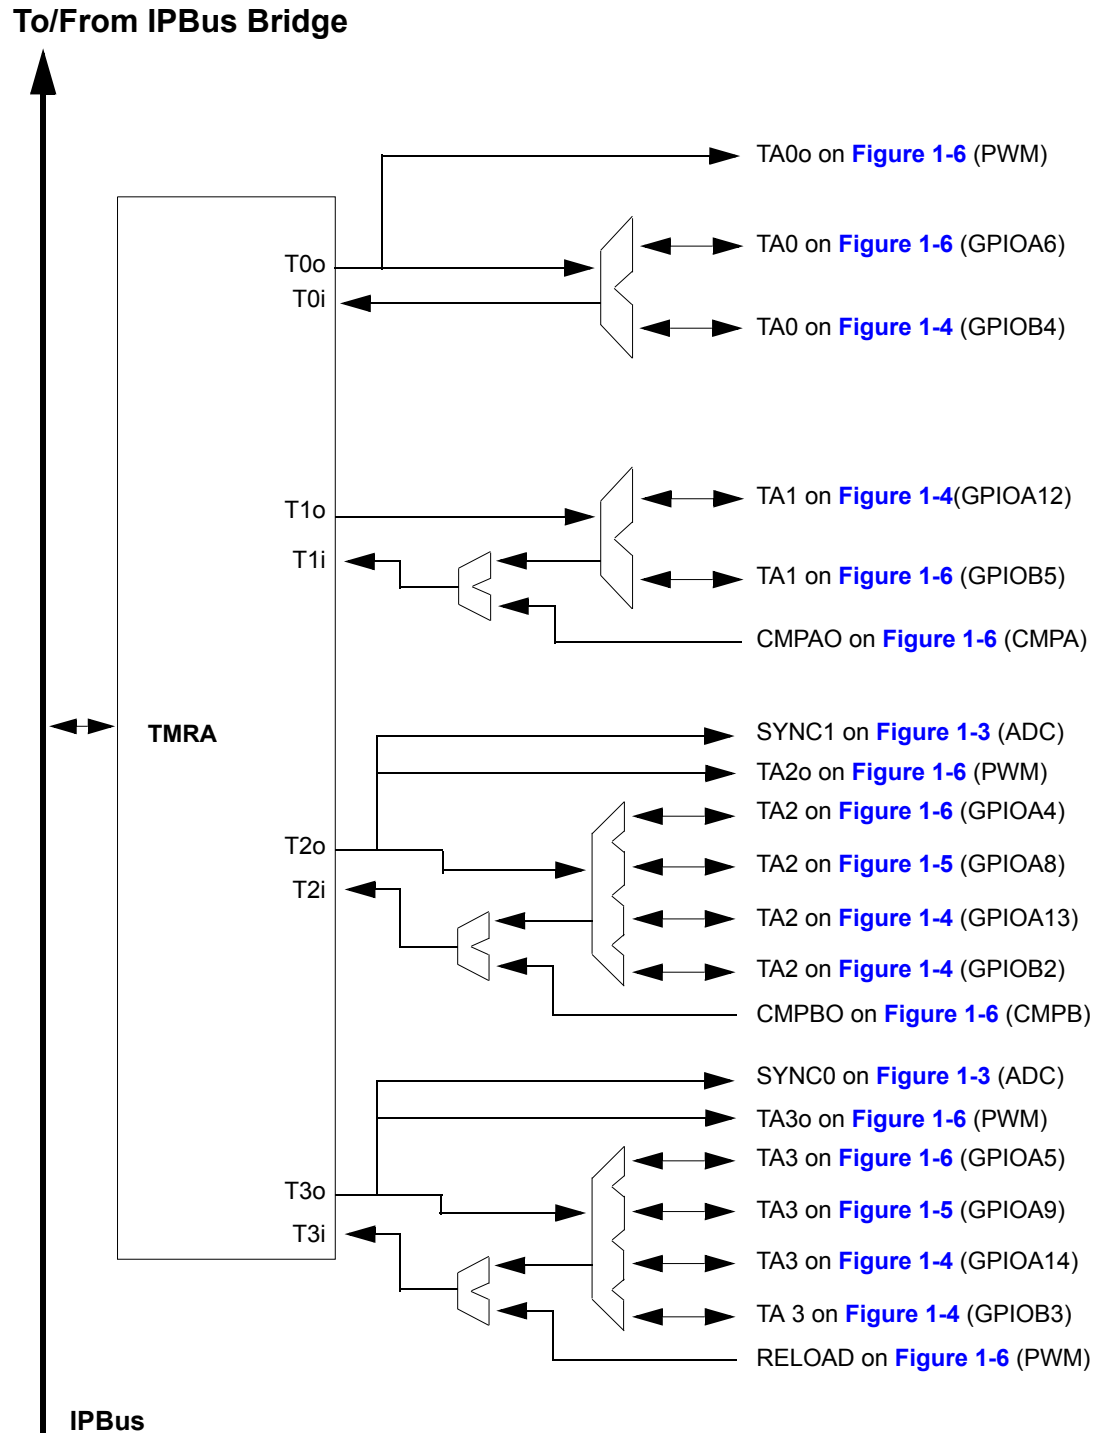 To/From IPBus Bridge
TA0o on Figure 1-6 (PWM)
TA0 on Figure 1-6 (GPIOA6)
T0o
T0i
TA0 on Figure 1-4 (GPIOB4)
TA1 on Figure 1-4(GPIOA12)
T1o
T1i
TA1 on Figure 1-6 (GPIOB5)
CMPAO on Figure 1-6 (CMPA)
TMRA
SYNC1 on Figure 1-3 (ADC)
TA2o on Figure 1-6 (PWM)
TA2 on Figure 1-6 (GPIOA4)
T2o
TA2 on Figure 1-5 (GPIOA8)
T2i
TA2 on Figure 1-4 (GPIOA13)
TA2 on Figure 1-4 (GPIOB2)
CMPBO on Figure 1-6 (CMPB)
SYNC0 on Figure 1-3 (ADC)
TA3o on Figure 1-6 (PWM)
TA3 on Figure 1-6 (GPIOA5)
T3o
TA3 on Figure 1-5 (GPIOA9)
T3i
TA3 on Figure 1-4 (GPIOA14)
TA 3 on Figure 1-4 (GPIOB3)
RELOAD on Figure 1-6 (PWM)
IPBus